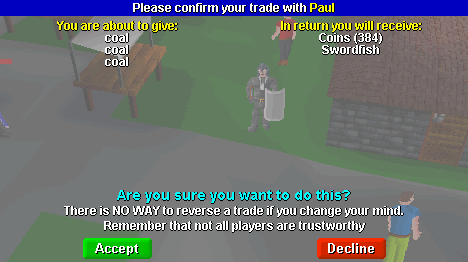 Please confirm your trade with Paul
You are about to give:
coal
coal
coal
In return you will receive:
Coins (384)
Swordfish
Are you sure you want to do this?
There is NO WAY to reverse a trade if you change your mind.
Remember that not all players are trustworthy
Accept
Decline